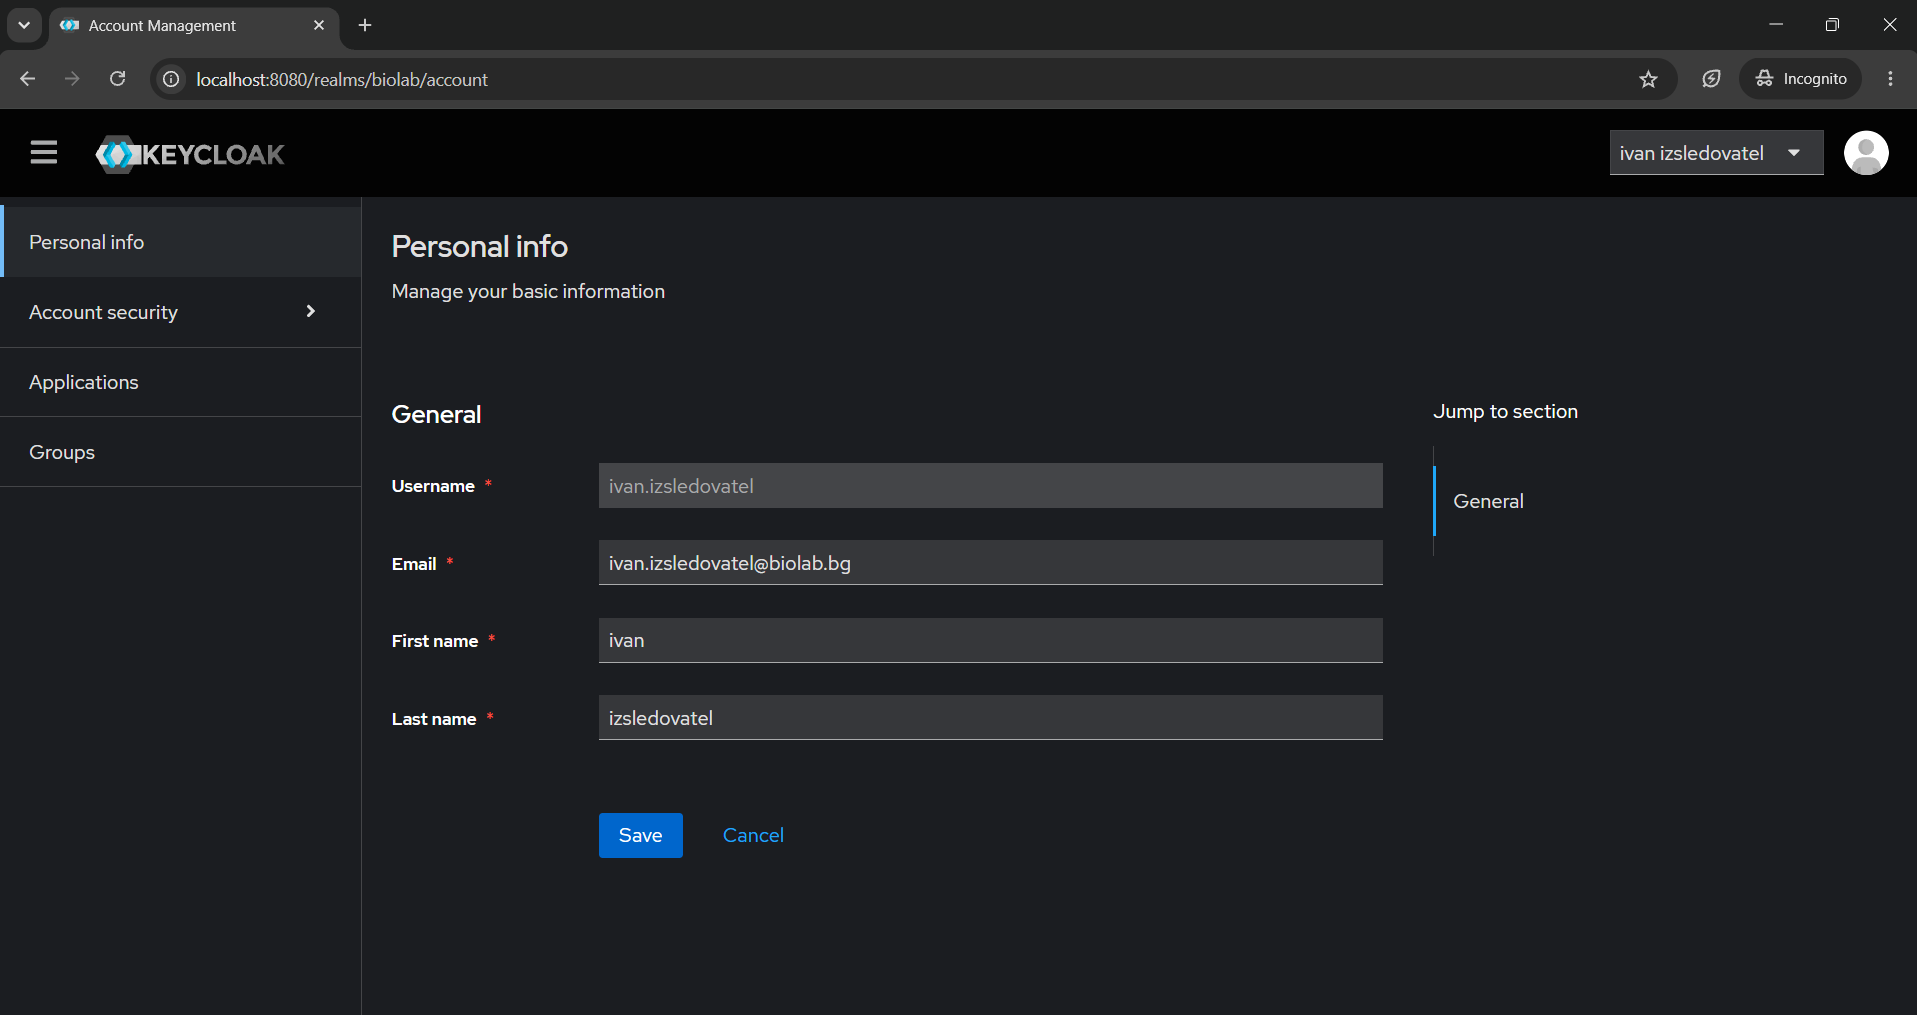 Account Management
localhost:8080/realms/biolab/account
Incognito
KEYCLOAK
ivan izsledovatel
Personal info
Account security
Applications
Groups
Personal info
Manage your basic information
General
Username *
ivan.izsledovatel
Email *
ivan.izsledovatel@biolab.bg
First name *
ivan
Last name *
izsledovatel
Save
Cancel
Jump to section
General